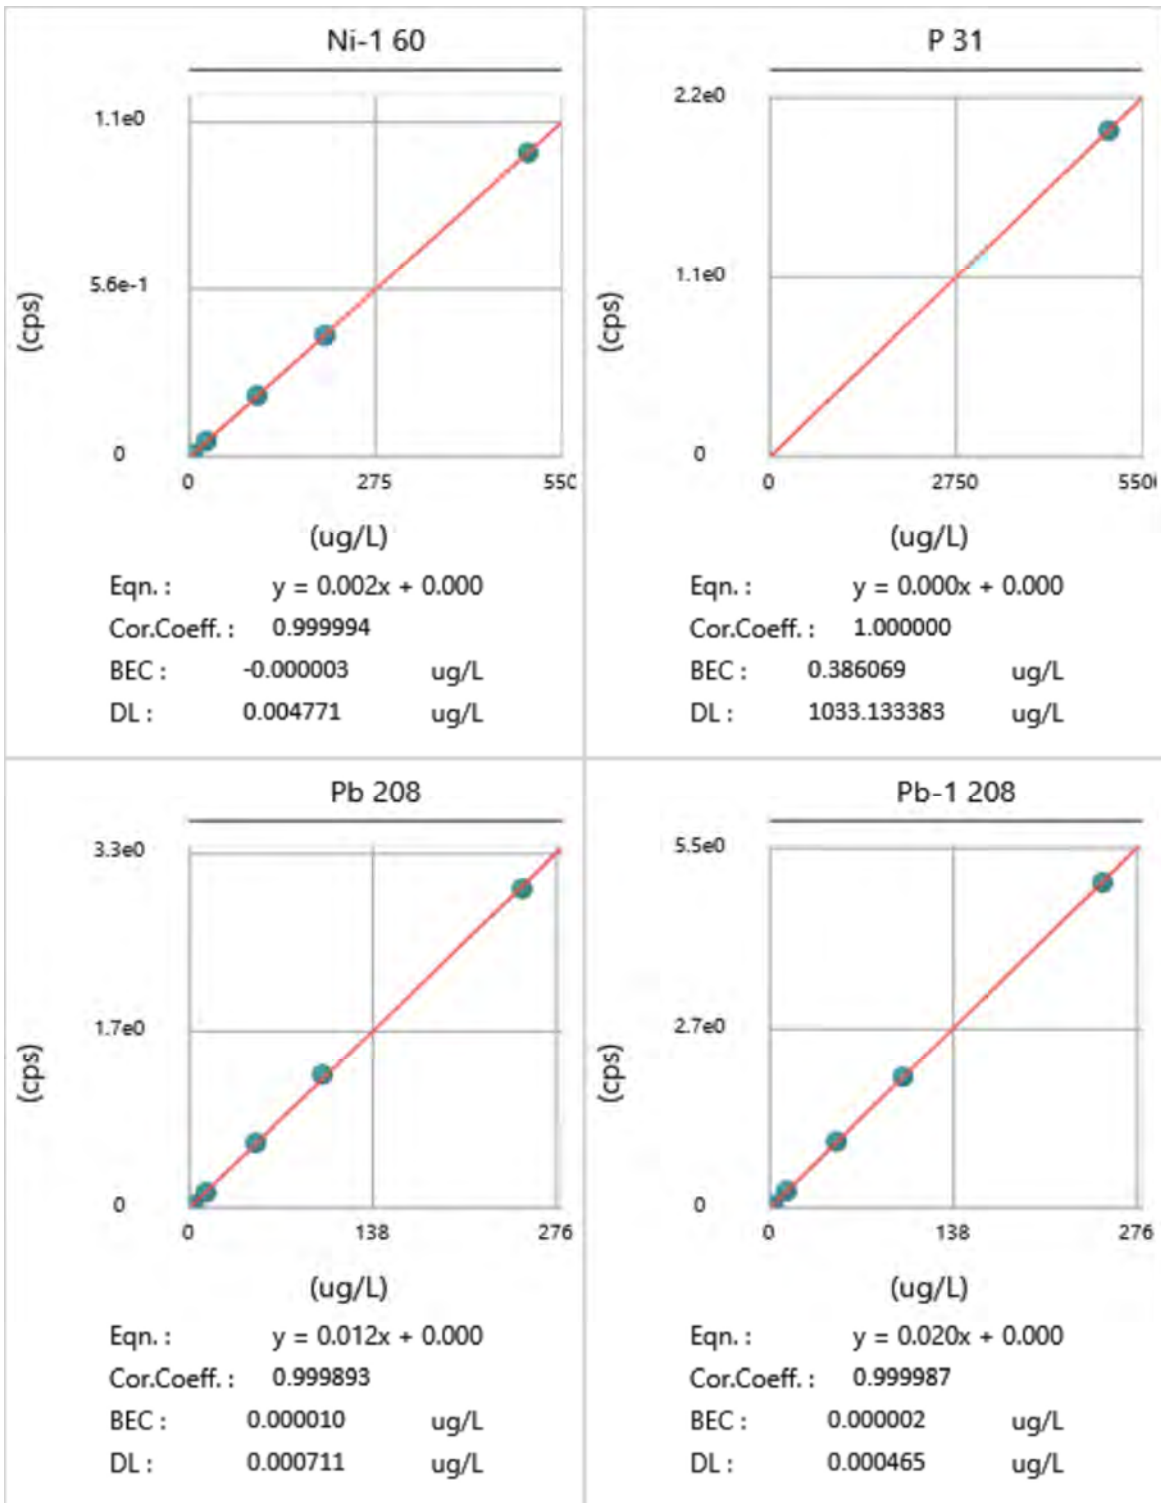 Ni-1 60
1.1e0
5.6e-1
(cps)
0
0 275 550
(ug/L)
Eqn. : y = 0.002x + 0.000
Cor.Coeff. : 0.999994
BEC : -0.000003 ug/L
DL : 0.004771 ug/L
P 31
2.2e0
1.1e0
(cps)
0
0 2750 550
(ug/L)
Eqn. : y = 0.000x + 0.000
Cor.Coeff. : 1.000000
BEC : 0.386069 ug/L
DL : 1033.133383 ug/L
Pb 208
3.3e0
1.7e0
(cps)
0
0 138 276
(ug/L)
Eqn. : y = 0.012x + 0.000
Cor.Coeff. : 0.999893
BEC : 0.000010 ug/L
DL : 0.000711 ug/L
Pb-1 208
5.5e0
2.7e0
(cps)
0
0 138 276
(ug/L)
Eqn. : y = 0.020x + 0.000
Cor.Coeff. : 0.999987
BEC : 0.000002 ug/L
DL : 0.000465 ug/L